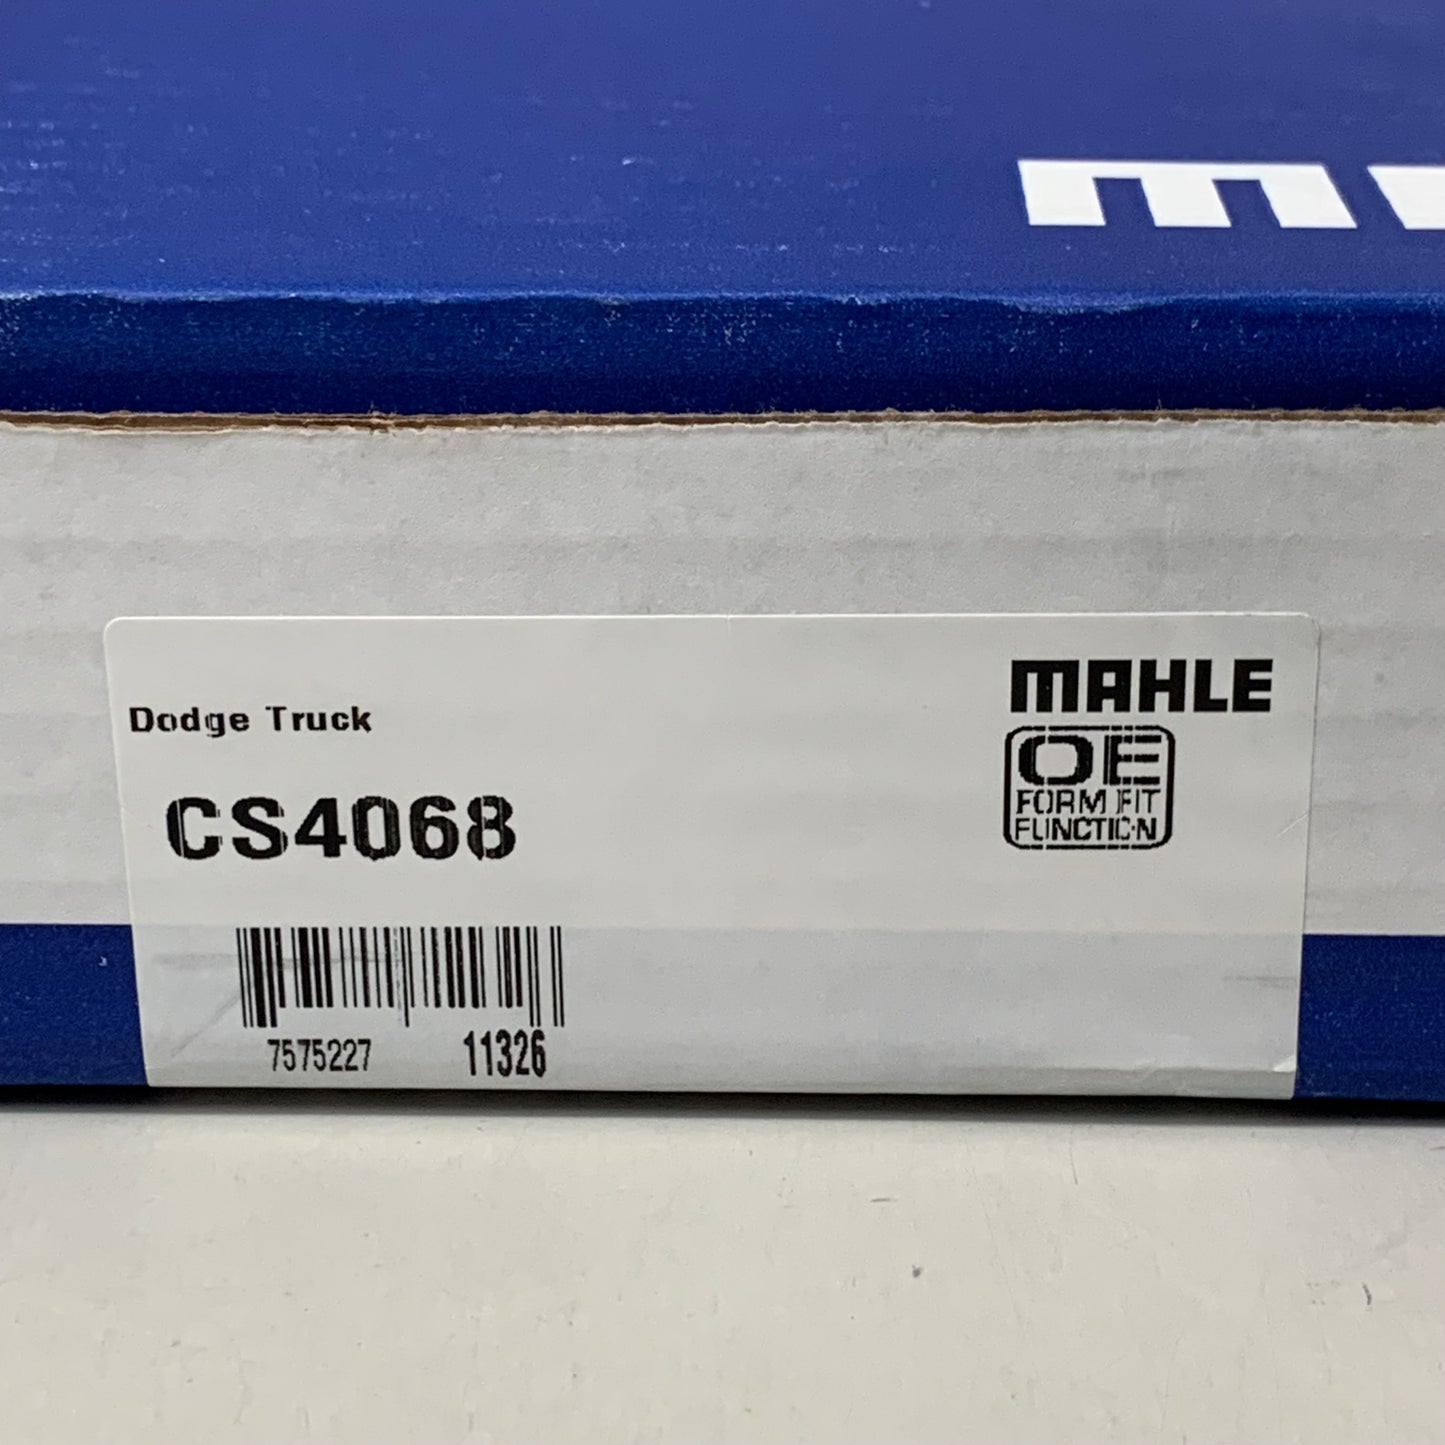 MAHLE
Dodge Truck
OE
FORM FIT
FUNCTION
CS4068
7575227 11326